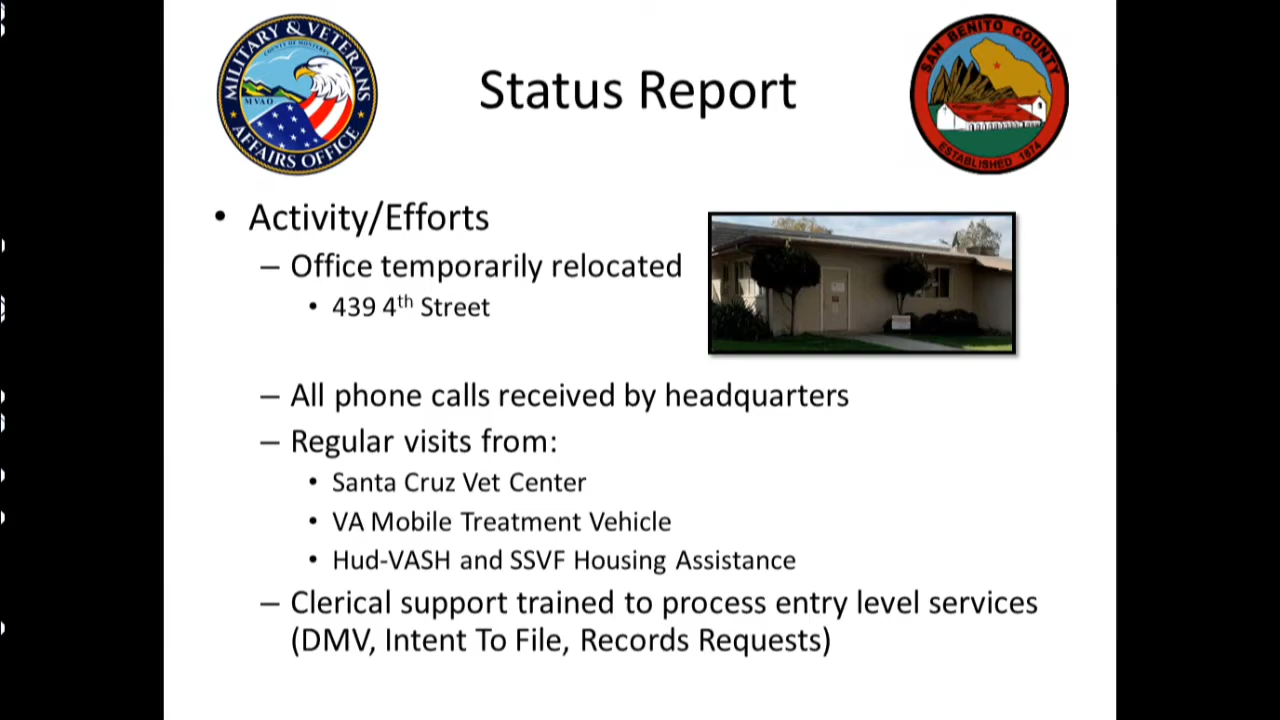 MILITARY & VETERANS
COUNTY OF MONTEREY
MVAO
AFFAIRS OFFICE
Status Report
SAN BENITO COUNTY
ESTABLISHED 1874
• Activity/Efforts
– Office temporarily relocated
• 439 4th Street
– All phone calls received by headquarters
– Regular visits from:
• Santa Cruz Vet Center
• VA Mobile Treatment Vehicle
• Hud-VASH and SSVF Housing Assistance
– Clerical support trained to process entry level services
(DMV, Intent To File, Records Requests)